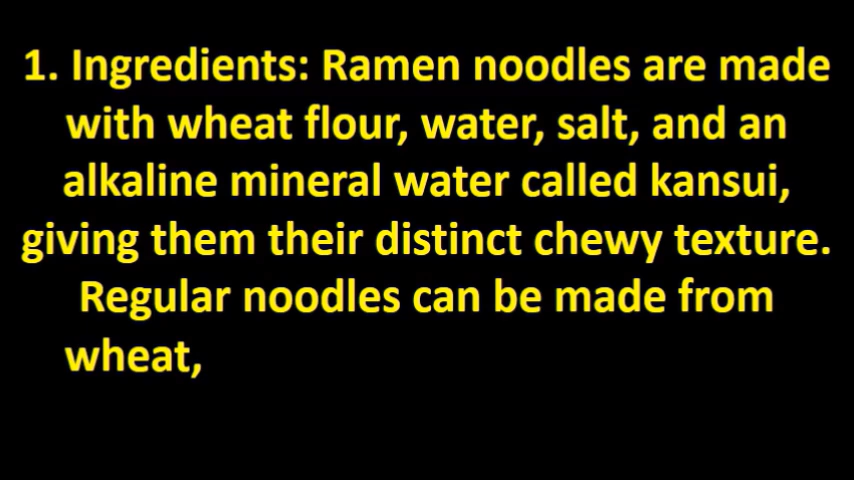 1. Ingredients: Ramen noodles are made
with wheat flour, water, salt, and an
alkaline mineral water called kansui,
giving them their distinct chewy texture.
Regular noodles can be made from
wheat,